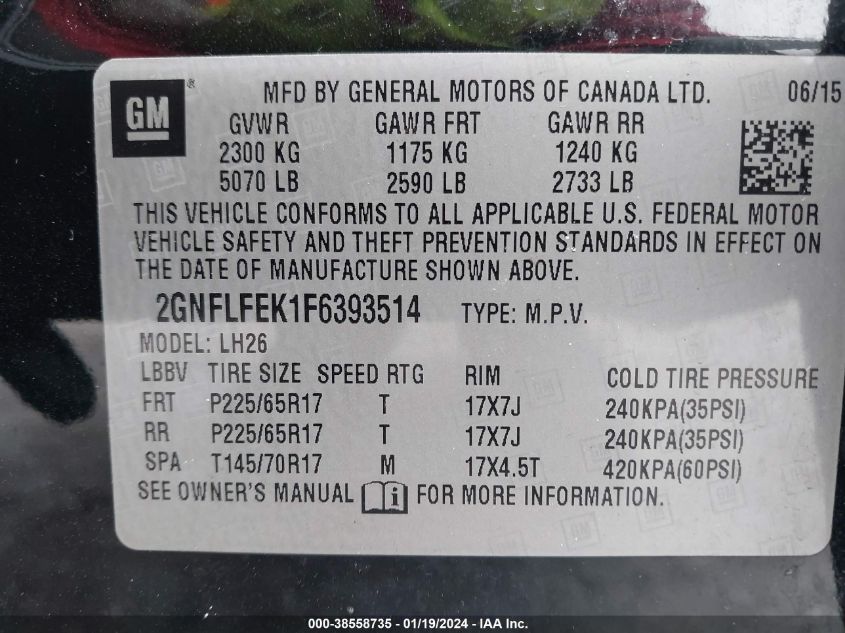 GM ® MFD BY GENERAL MOTORS OF CANADA LTD. 06/15
GVWR GAWR FRT GAWR RR
2300 KG 1175 KG 1240 KG
5070 LB 2590 LB 2733 LB
THIS VEHICLE CONFORMS TO ALL APPLICABLE U.S. FEDERAL MOTOR
VEHICLE SAFETY AND THEFT PREVENTION STANDARDS IN EFFECT ON
THE DATE OF MANUFACTURE SHOWN ABOVE.
2GNFLFEK1F6393514 TYPE: M.P.V.
MODEL: LH26
LBBV TIRE SIZE SPEED RTG RIM COLD TIRE PRESSURE
FRT P225/65R17 T 17X7J 240KPA(35PSI)
RR P225/65R17 T 17X7J 240KPA(35PSI)
SPA T145/70R17 M 17X4.5T 420KPA(60PSI)
SEE OWNER'S MANUAL i FOR MORE INFORMATION.
000-38558735 - 01/19/2024 - IAA Inc.